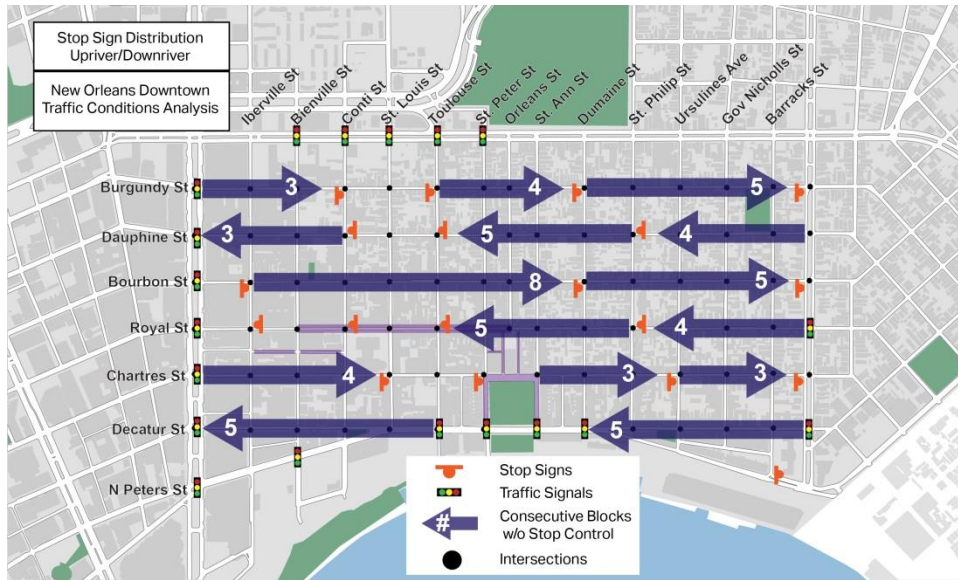 Stop Sign Distribution
Upriver/Downriver
New Orleans Downtown
Traffic Conditions Analysis
Iberville St
Bienville St
Conti St
St. Louis St
Toulouse St
St. Peter St
Orleans St
St. Ann St
Dumaine St
St. Philip St
Ursulines Ave
Gov Nicholls St
Barracks St
Burgundy St
3
4
5
Dauphine St
3
5
4
Bourbon St
8
5
Royal St
5
4
Chartres St
4
3
3
Decatur St
5
5
N Peters St
Stop Signs
Traffic Signals
#
Consecutive Blocks
w/o Stop Control
Intersections